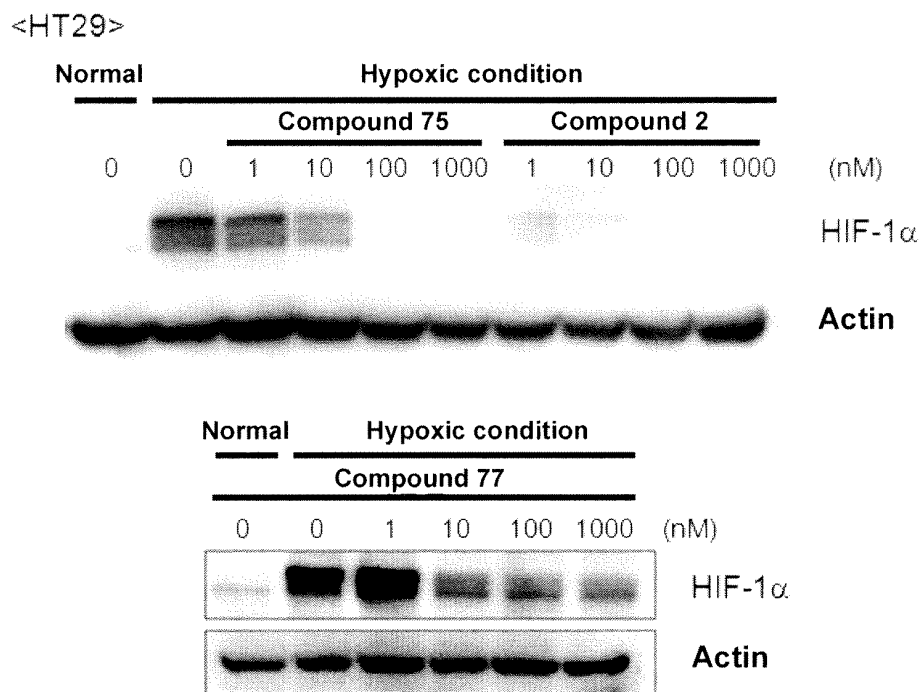 <HT29>
Normal Hypoxic condition
Compound 75 Compound 2
0 0 1 10 100 1000 1 10 100 1000 (nM)
HIF-1α
Actin
Normal Hypoxic condition
Compound 77
0 0 1 10 100 1000 (nM)
HIF-1α
Actin